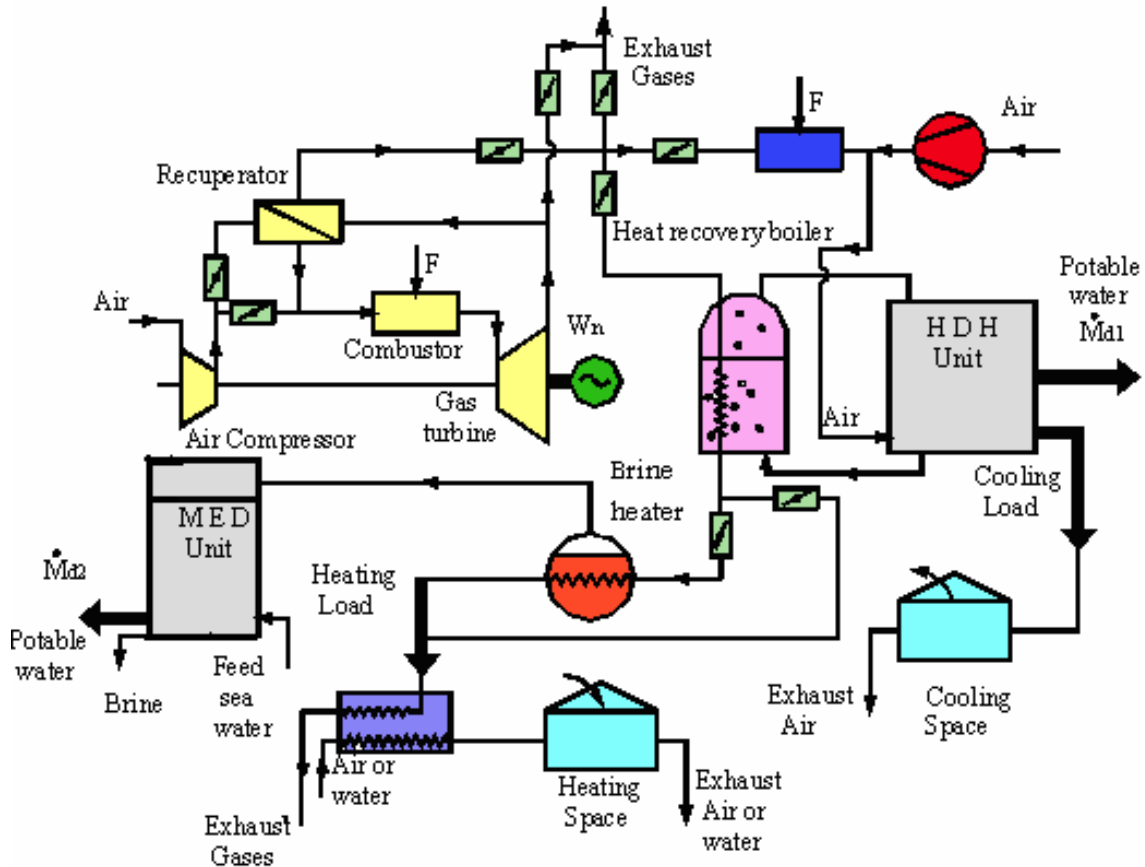 Exhaust
Gases
F
Air
Recuperator
Heat recovery boiler
F
Air
Combustor
Wn
Potable
water
Ṁd1
H D H
Unit
Gas
turbine
Air
Air Compressor
Brine
heater
Cooling
Load
M E D
Unit
Ṁd2
Heating
Load
Potable
water
Feed
sea
water
Brine
Exhaust
Air
Cooling
Space
Air or
water
Heating
Space
Exhaust
Air or
water
Exhaust
Gases